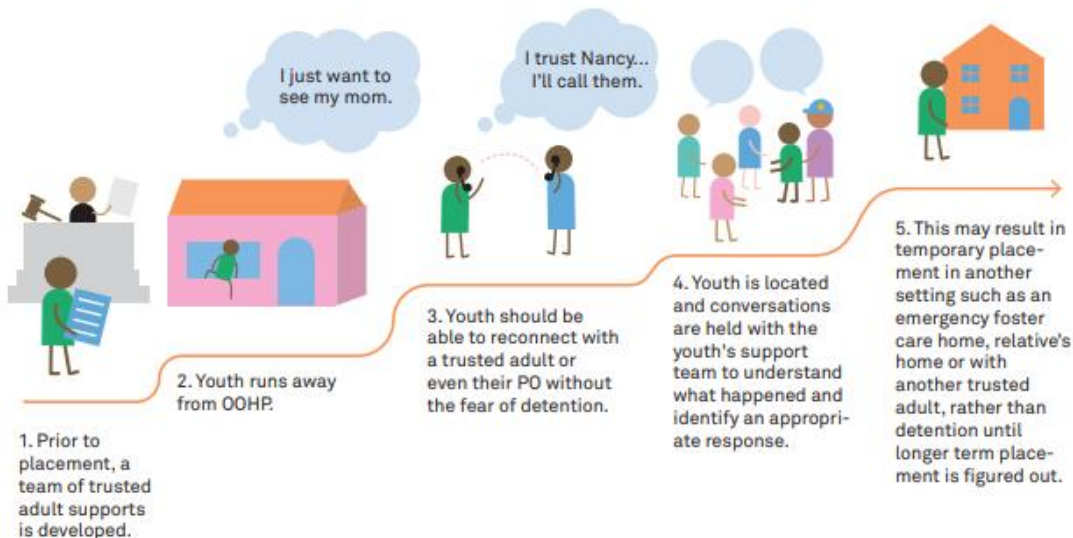 I just want to
see my mom.
I trust Nancy...
I'll call them.
1. Prior to
placement, a
team of trusted
adult supports
is developed.
2. Youth runs away
from OOHP.
3. Youth should be
able to reconnect with
a trusted adult or
even their PO without
the fear of detention.
4. Youth is located
and conversations
are held with the
youth's support
team to understand
what happened and
identify an appropri-
ate response.
5. This may result in
temporary place-
ment in another
setting such as an
emergency foster
care home, relative's
home or with
another trusted
adult, rather than
detention until
longer term place-
ment is figured out.